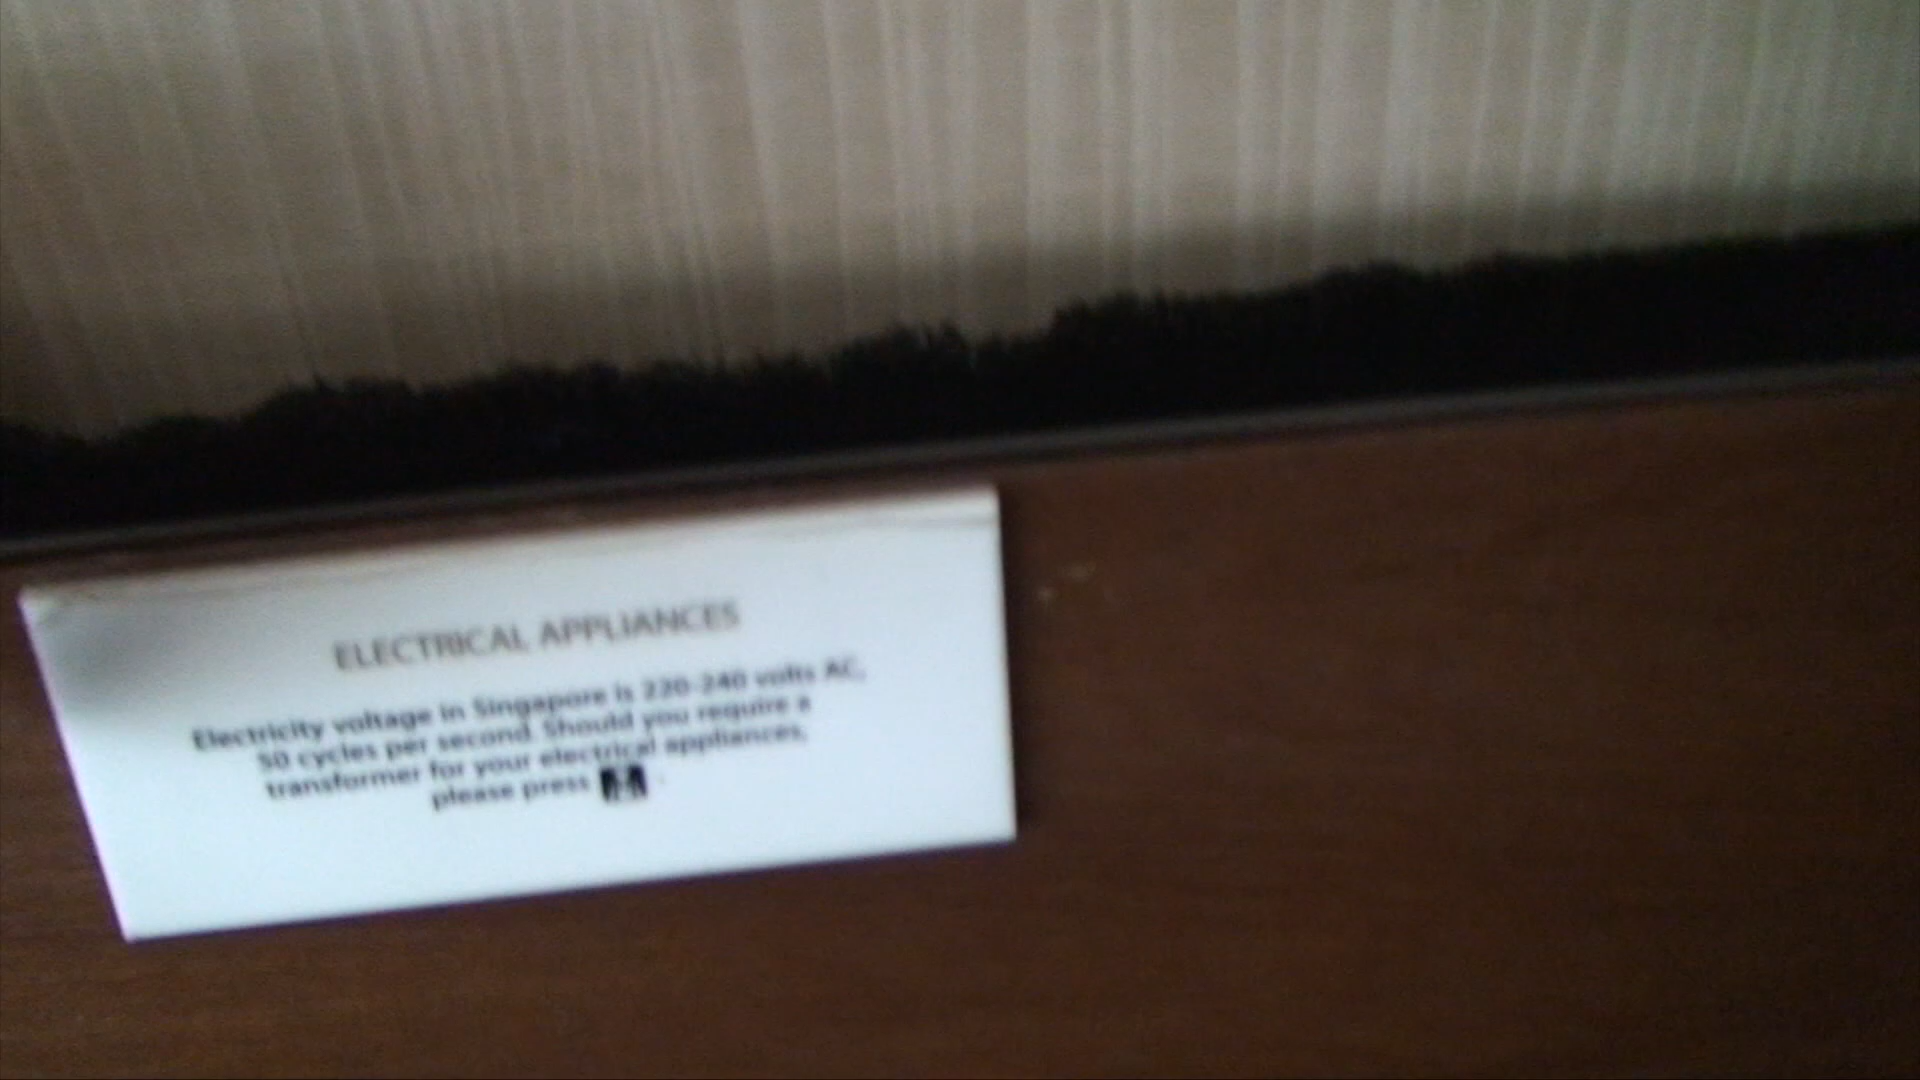 ELECTRICAL APPLIANCES
Electricity voltage in Singapore is 220-240 volts AC,
50 cycles per second. Should you require a
transformer for your electrical appliances,
please press